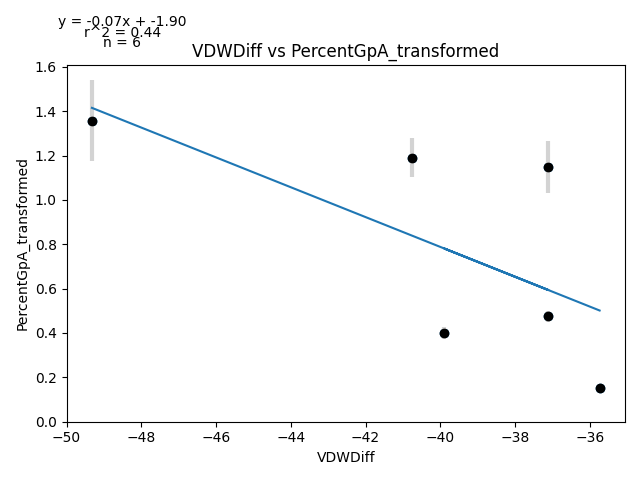 y = -0.07x + -1.90
r^2 = 0.44
n = 6
VDWDiff vs PercentGpA_transformed
1.6
1.4
1.2
1.0
0.8
0.6
0.4
0.2
0.0
PercentGpA_transformed
−50 −48 −46 −44 −42 −40 −38 −36
VDWDiff